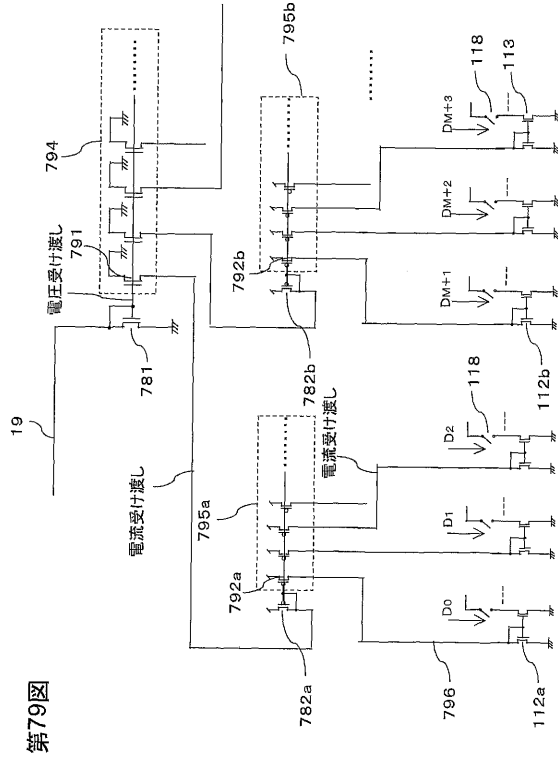 第79図
19
電圧受け渡し
791
794
781
電流受け渡し
795a
795b
792a
792b
782a
782b
電流受け渡し
796
D0
D1
D2
118
DM+1
DM+2
DM+3
118
112a
112b
113